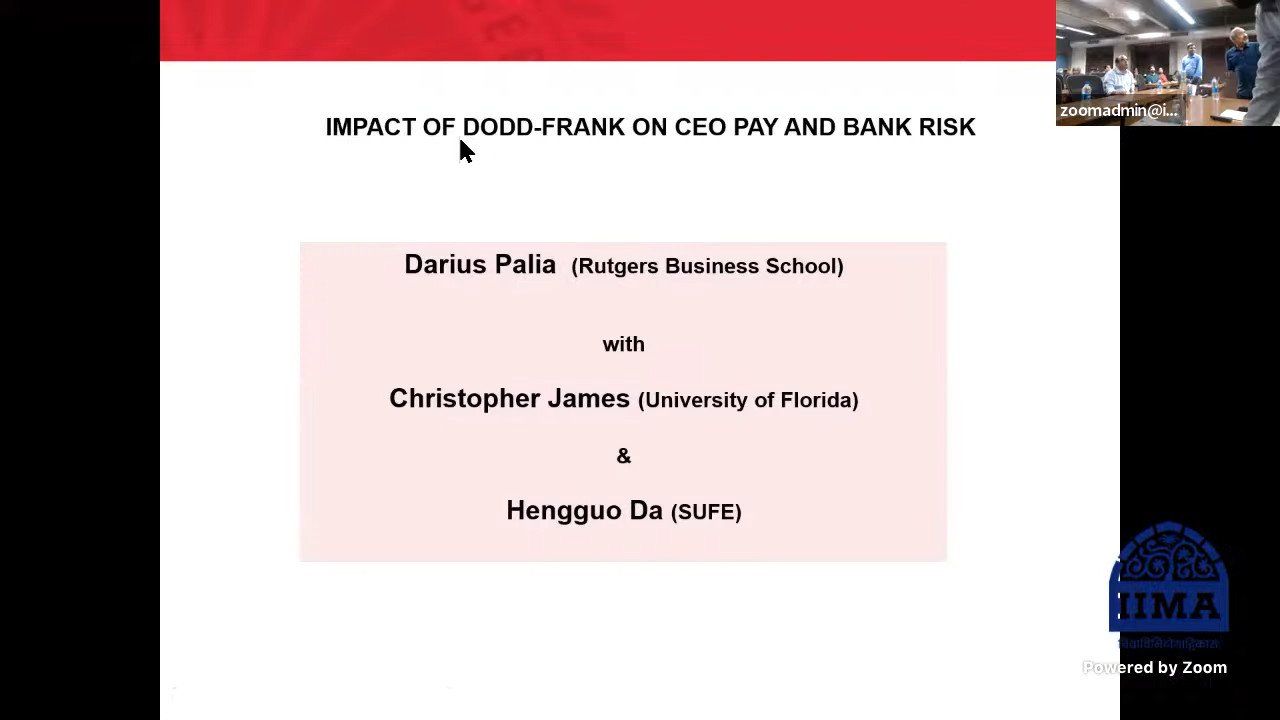 IMPACT OF DODD-FRANK ON CEO PAY AND BANK RISK
zoomadmin@i...
Darius Palia (Rutgers Business School)
with
Christopher James (University of Florida)
&
Hengguo Da (SUFE)
IIMA
Powered by Zoom